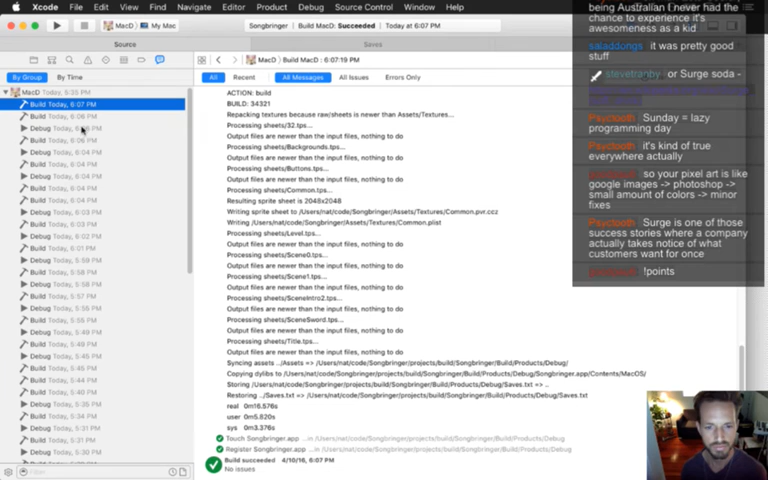 Xcode File Edit View Find Navigate Editor Product Debug Source Control Window Help
MacD My Mac
Songbringer Build MacD: Succeeded Today at 6:07 PM
Source Saves
By Group By Time
MacD Today, 6:35 PM
Build Today, 6:07 PM
Build Today, 6:06 PM
Debug Today,
Build Today, 6:06 PM
Debug Today, 6:04 PM
Build Today, 6:04 PM
Debug Today, 6:04 PM
Build Today, 6:04 PM
Build Today, 6:04 PM
Debug Today, 6:03 PM
Build Today, 6:03 PM
Debug Today, 6:02 PM
Build Today, 6:01 PM
Debug Today, 5:59 PM
Build Today, 5:58 PM
Debug Today, 5:58 PM
Build Today, 5:57 PM
Debug Today, 5:55 PM
Build Today, 5:55 PM
Debug Today, 5:49 PM
Build Today, 5:49 PM
Debug Today, 5:45 PM
Build Today, 5:45 PM
Build Today, 5:44 PM
Build Today, 5:40 PM
Debug Today, 5:35 PM
Build Today, 5:34 PM
Debug Today, 5:31 PM
Build Today, 5:31 PM
Debug Today, 5:30 PM
MacD Build MacD : 6:07:19 PM
All Recent All Messages All Issues Errors Only
ACTION: build
BUILD: 34321
Repacking textures because raw/sheets is newer than Assets/Textures...
Processing sheets/32.tps...
Output files are newer than the input files, nothing to do
Processing sheets/Backgrounds.tps...
Output files are newer than the input files, nothing to do
Processing sheets/Buttons.tps...
Output files are newer than the input files, nothing to do
Processing sheets/Common.tps...
Resulting sprite sheet is 2048x2048
Writing sprite sheet to /Users/nat/code/Songbringer/Assets/Textures/Common.pvr.ccz
Writing /Users/nat/code/Songbringer/Assets/Textures/Common.plist
Processing sheets/Level.tps...
Output files are newer than the input files, nothing to do
Processing sheets/Scene0.tps...
Output files are newer than the input files, nothing to do
Processing sheets/Scene1.tps...
Output files are newer than the input files, nothing to do
Processing sheets/SceneIntro2.tps...
Output files are newer than the input files, nothing to do
Processing sheets/SceneSword.tps...
Output files are newer than the input files, nothing to do
Processing sheets/Title.tps...
Output files are newer than the input files, nothing to do
Syncing assets ../Assets => /Users/nat/code/Songbringer/projects/build/Songbringer/Build/Products/Debug/
Copying dylibs to /Users/nat/code/Songbringer/projects/build/Songbringer/Build/Products/Debug/Songbringer.app/Contents/MacOS/
Storing /Users/nat/code/Songbringer/projects/build/Songbringer/Build/Products/Debug/Saves.txt => ..
Restoring ../Saves.txt => /Users/nat/code/Songbringer/projects/build/Songbringer/Build/Products/Debug/Saves.txt
real 0m16.576s
user 0m5.820s
sys 0m3.376s
Touch Songbringer.app ...in /Users/nat/code/Songbringer/projects/build/Songbringer/Build/Products/Debug
Register Songbringer.app ...in /Users/nat/code/Songbringer/projects/build/Songbringer/Build/Products/Debug
Build succeeded 4/10/16, 6:07 PM
No issues
being Australian I never had the
chance to experience it's
awesomeness as a kid
saladdongs it was pretty good
stuff
stevetranby or Surge soda -
Psyctooth Sunday = lazy
programming day
Psyctooth it's kind of true
everywhere actually
so your pixel art is like
google images -> photoshop ->
small amount of colors -> minor
fixes
Psyctooth Surge is one of those
success stories where a company
actually takes notice of what
customers want for once
!points